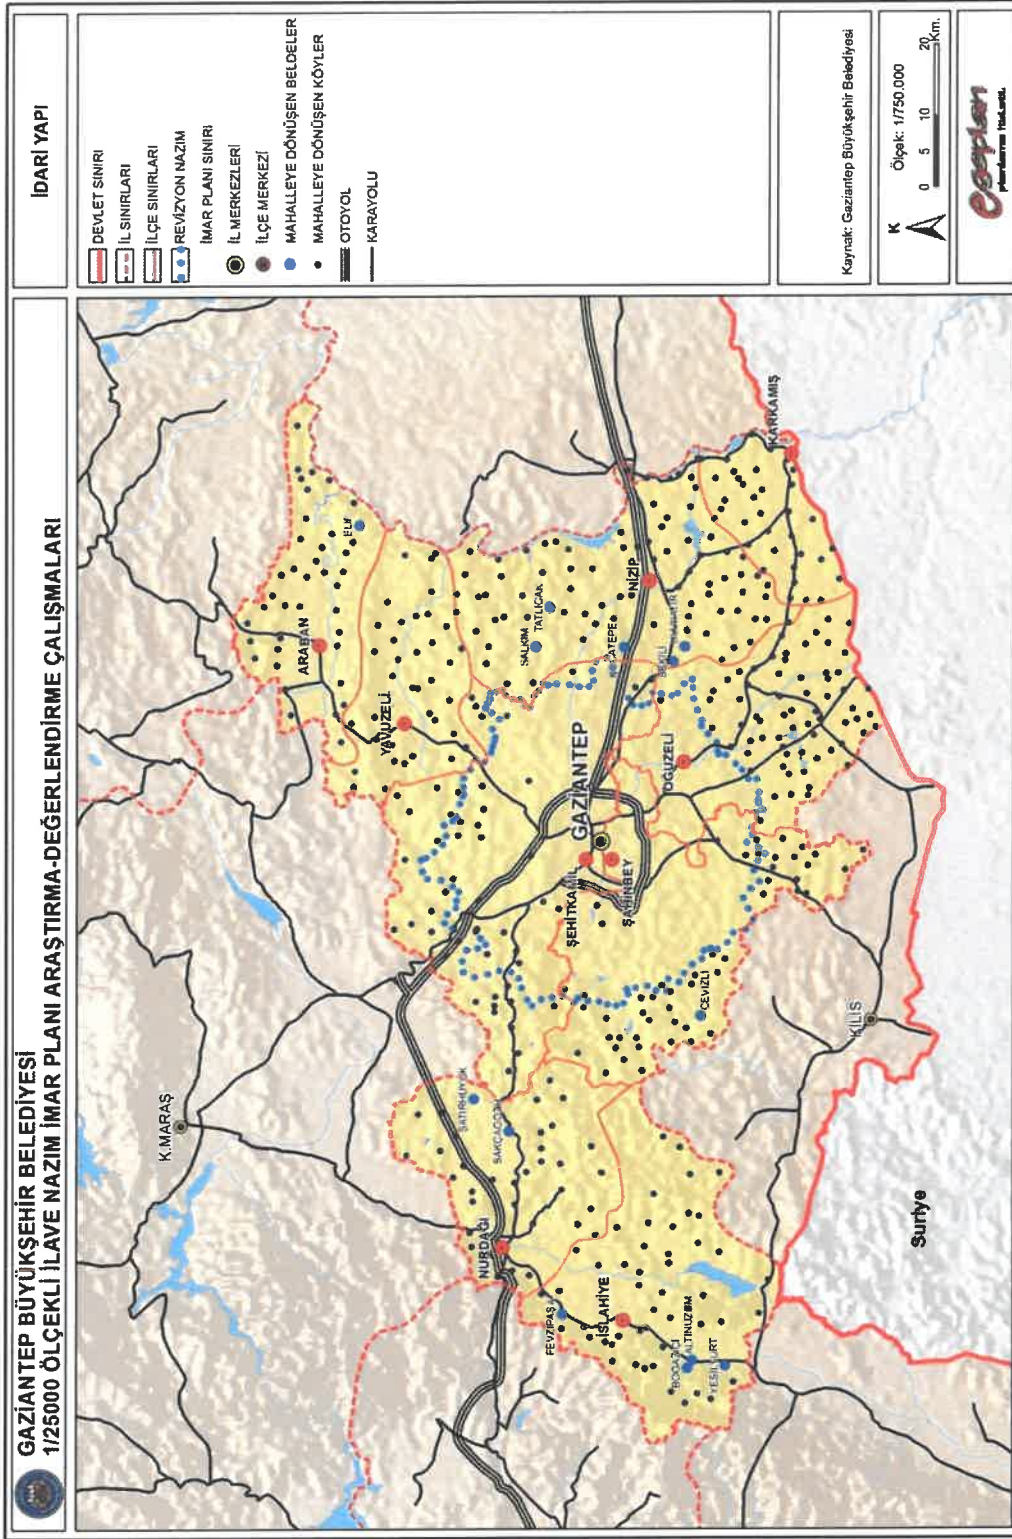 GAZİANTEP BÜYÜKŞEHİR BELEDİYESİ
1/25000 ÖLÇEKLİ İLAVE NAZIM İMAR PLANI ARAŞTIRMA-DEĞERLENDİRME ÇALIŞMALARI
İDARİ YAPI
DEVLET SINIRI
İL SINIRLARI
İLÇE SINIRLARI
REVİZYON NAZIM
İMAR PLANI SINIRI
İL MERKEZLERİ
İLÇE MERKEZİ
MAHALLEYE DÖNÜŞEN BELDELER
MAHALLEYE DÖNÜŞEN KÖYLER
OTOYOL
KARAYOLU
Kaynak: Gaziantep Büyükşehir Belediyesi
K
Ölçek: 1/750.000
0 5 10 20
Km.
K.MARAŞ
ARABAN
ELİF
YAVUZELİ
SALKIM
TATLICAK
NİZİP
KARKAMIŞ
GAZİANTEP
ŞEHİTKAMİL
ŞAHİNBEY
OĞUZELİ
CEVİZLİ
KİLİS
SATIRHÜYÜK
NURDAĞI
FEVZİPAŞA
İSLAHİYE
BOĞAZİÇİ
ALTINÜZÜM
YEŞİLYURT
Suriye